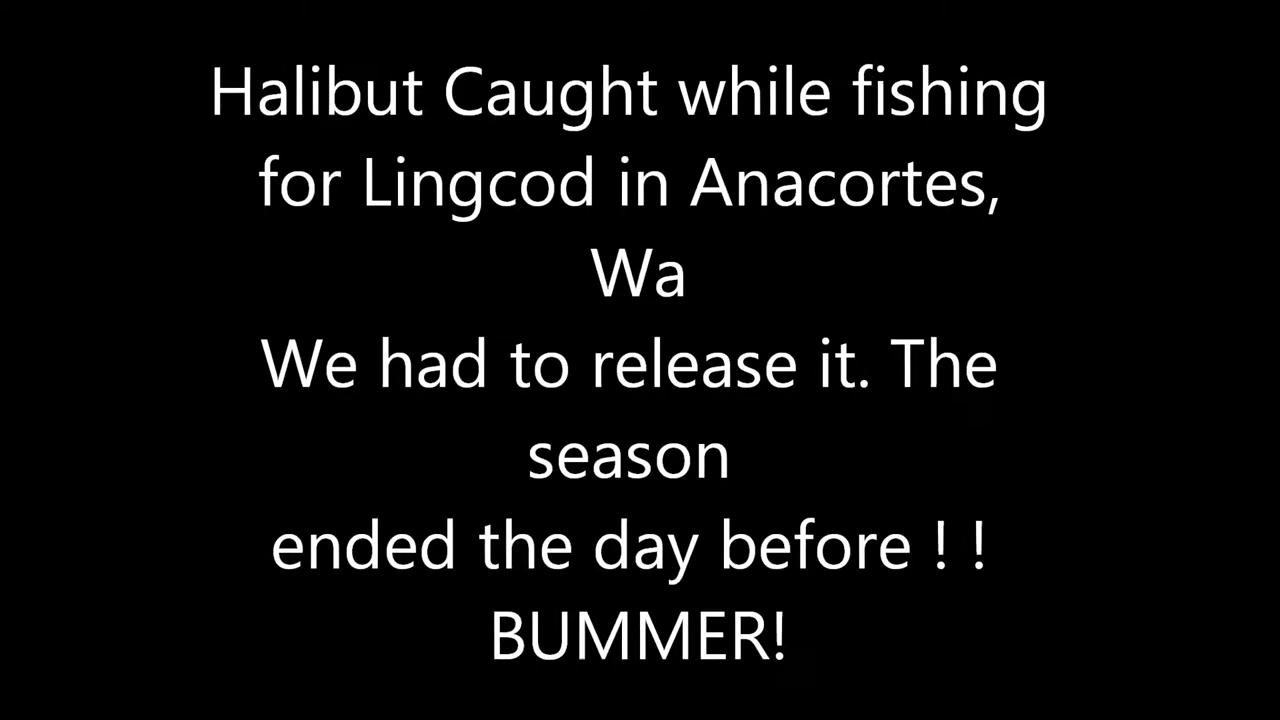 Halibut Caught while fishing
for Lingcod in Anacortes,
Wa
We had to release it. The
season
ended the day before ! !
BUMMER!